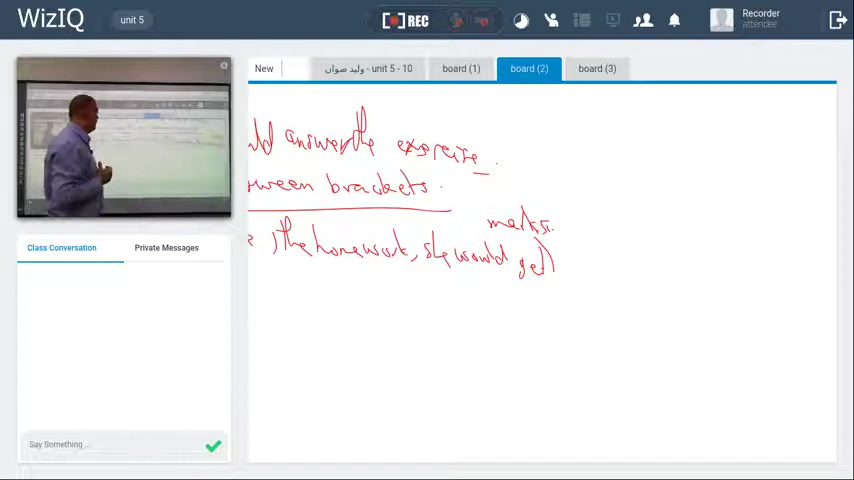 WizIQ
unit 5
REC
Recorder
attendee
New
وليد صوان - unit 5 - 10
board (1)
board (2)
board (3)
answer the exercise.
between brackets.
marks.
the homework, she would get
Class Conversation
Private Messages
Say Something...